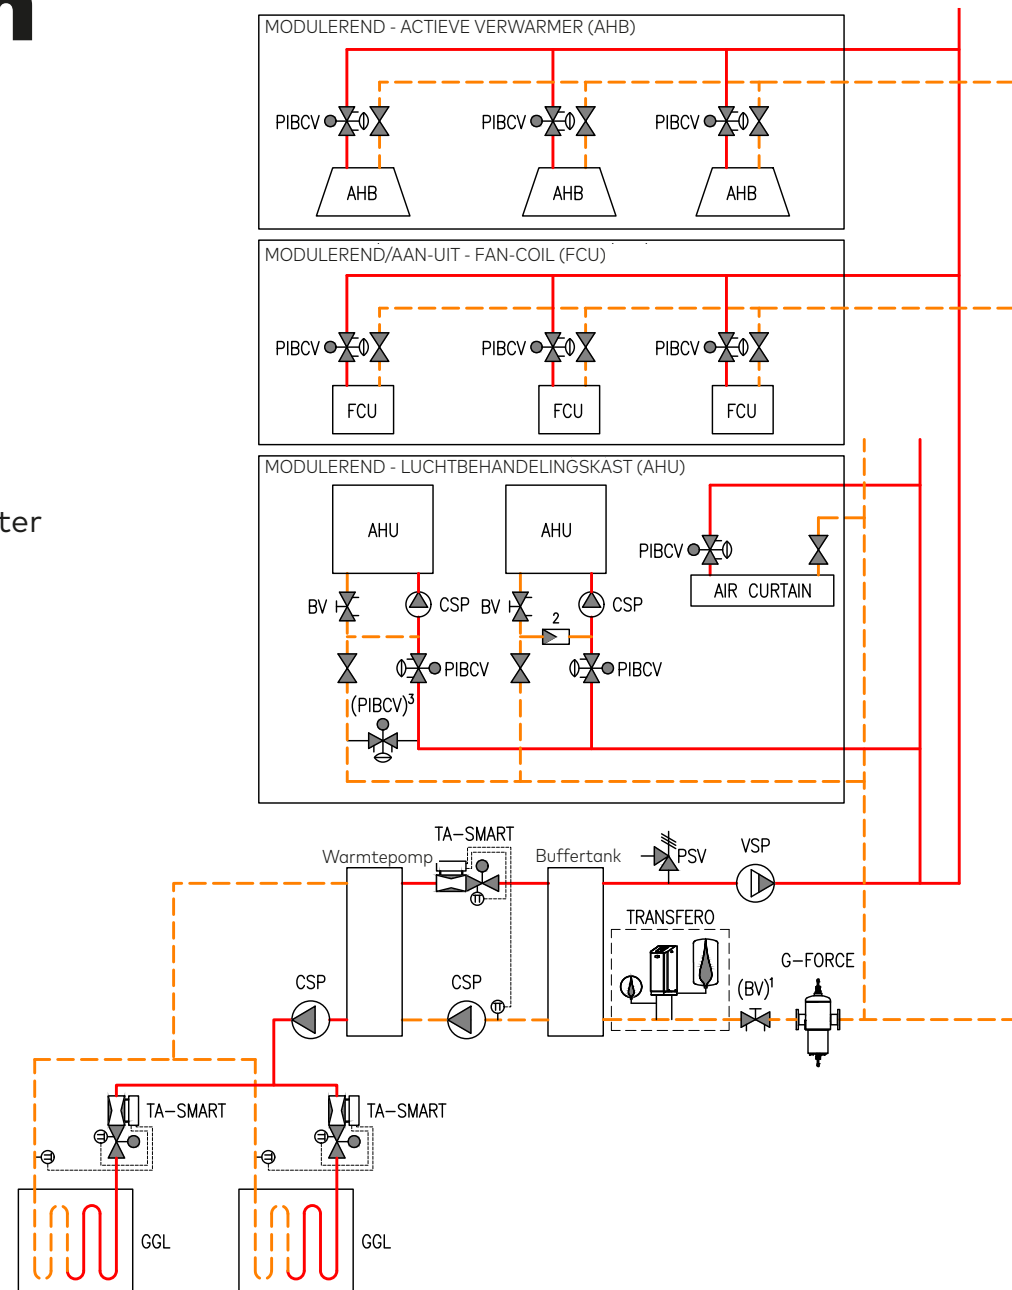 n
MODULEREND - ACTIEVE VERWARMER (AHB)
PIBCV PIBCV PIBCV
AHB AHB AHB
MODULEREND/AAN-UIT - FAN-COIL (FCU)
PIBCV PIBCV PIBCV
FCU FCU FCU
MODULEREND - LUCHTBEHANDELINGSKAST (AHU)
ter
AHU AHU
PIBCV
AIR CURTAIN
BV CSP BV 2 CSP
PIBCV PIBCV
(PIBCV)³
TA-SMART
Warmtepomp
Buffertank
PSV
VSP
TRANSFERO
G-FORCE
CSP CSP
(BV)¹
TA-SMART TA-SMART
GGL GGL